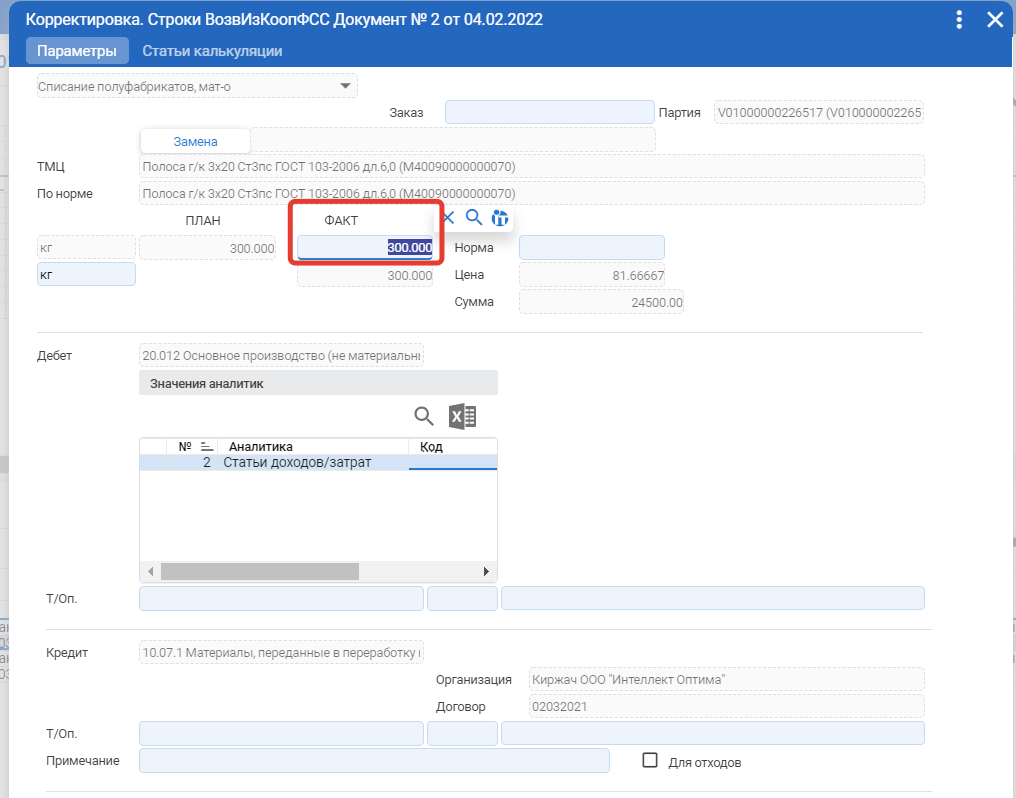 Корректировка. Строки ВозвИзКоопФСС Документ № 2 от 04.02.2022
Параметры Статьи калькуляции
Списание полуфабрикатов, мат-о
Заказ Партия V01000000226517 (V010000002265
Замена
ТМЦ Полоса г/к 3х20 Ст3пс ГОСТ 103-2006 дл.6,0 (М40090000000070)
По норме Полоса г/к 3х20 Ст3пс ГОСТ 103-2006 дл.6,0 (М40090000000070)
ПЛАН ФАКТ
кг 300.000 300.000 Норма
кг 300.000 Цена 81.66667
Сумма 24500.00
Дебет 20.012 Основное производство (не материальны
Значения аналитик
№ Аналитика Код
2 Статьи доходов/затрат
Т/Оп.
Кредит 10.07.1 Материалы, переданные в переработку
Организация Киржач ООО "Интеллект Оптима"
Договор 02032021
Т/Оп.
Примечание Для отходов